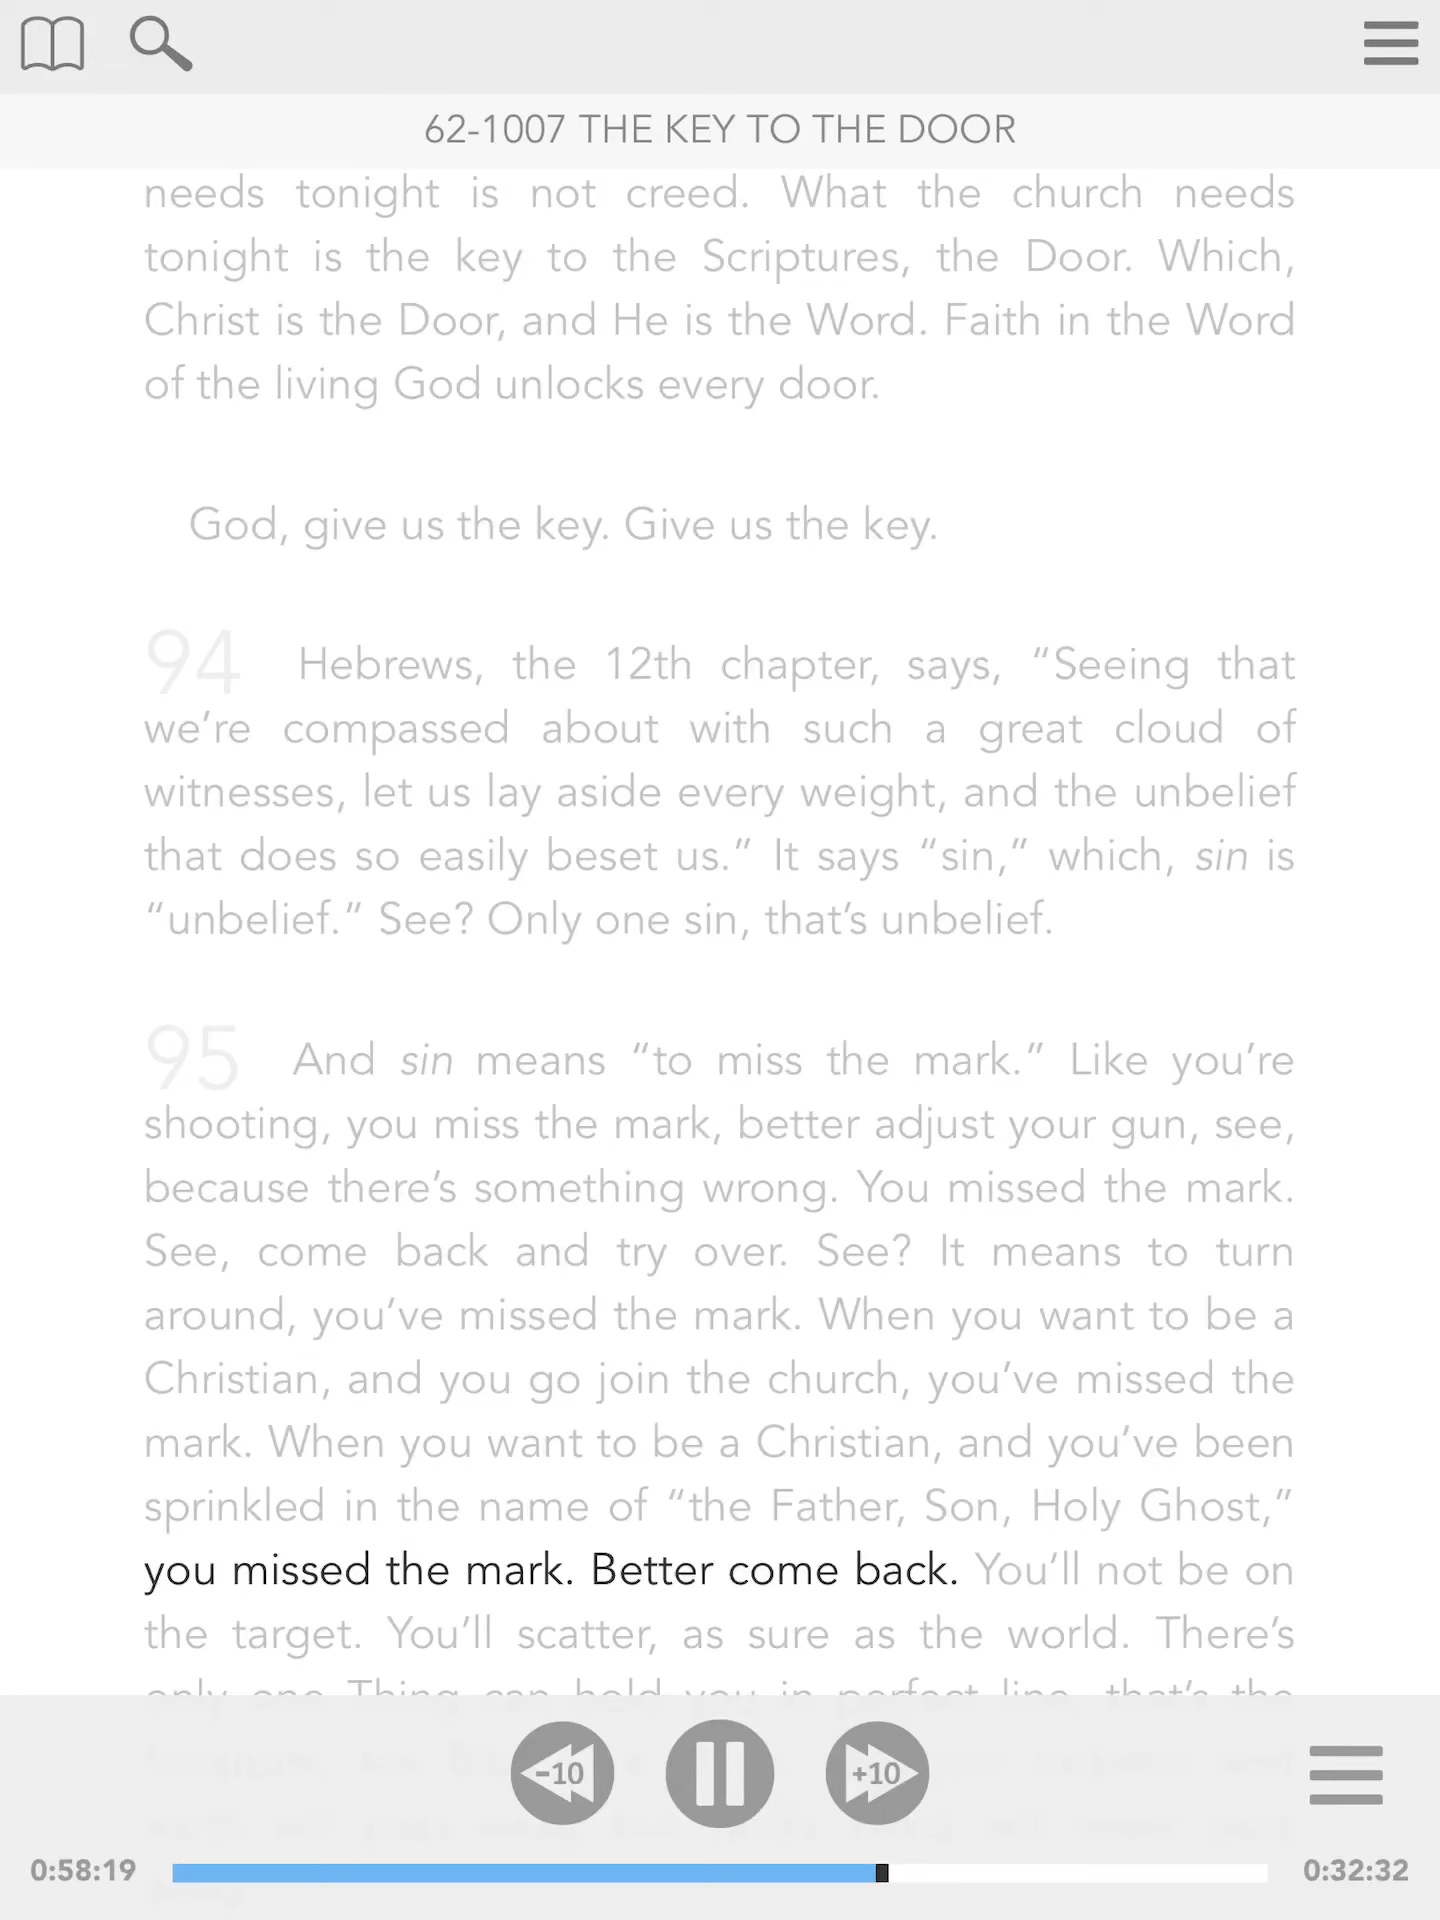 62-1007 THE KEY TO THE DOOR
needs tonight is not creed. What the church needs
tonight is the key to the Scriptures, the Door. Which,
Christ is the Door, and He is the Word. Faith in the Word
of the living God unlocks every door.
God, give us the key. Give us the key.
94 Hebrews, the 12th chapter, says, “Seeing that
we’re compassed about with such a great cloud of
witnesses, let us lay aside every weight, and the unbelief
that does so easily beset us.” It says “sin,” which, sin is
“unbelief.” See? Only one sin, that’s unbelief.
95 And sin means “to miss the mark.” Like you’re
shooting, you miss the mark, better adjust your gun, see,
because there’s something wrong. You missed the mark.
See, come back and try over. See? It means to turn
around, you’ve missed the mark. When you want to be a
Christian, and you go join the church, you’ve missed the
mark. When you want to be a Christian, and you’ve been
sprinkled in the name of “the Father, Son, Holy Ghost,”
you missed the mark. Better come back. You’ll not be on
the target. You’ll scatter, as sure as the world. There’s
only one Thing can hold you in perfect line, that’s the
-10 +10
0:58:19 0:32:32